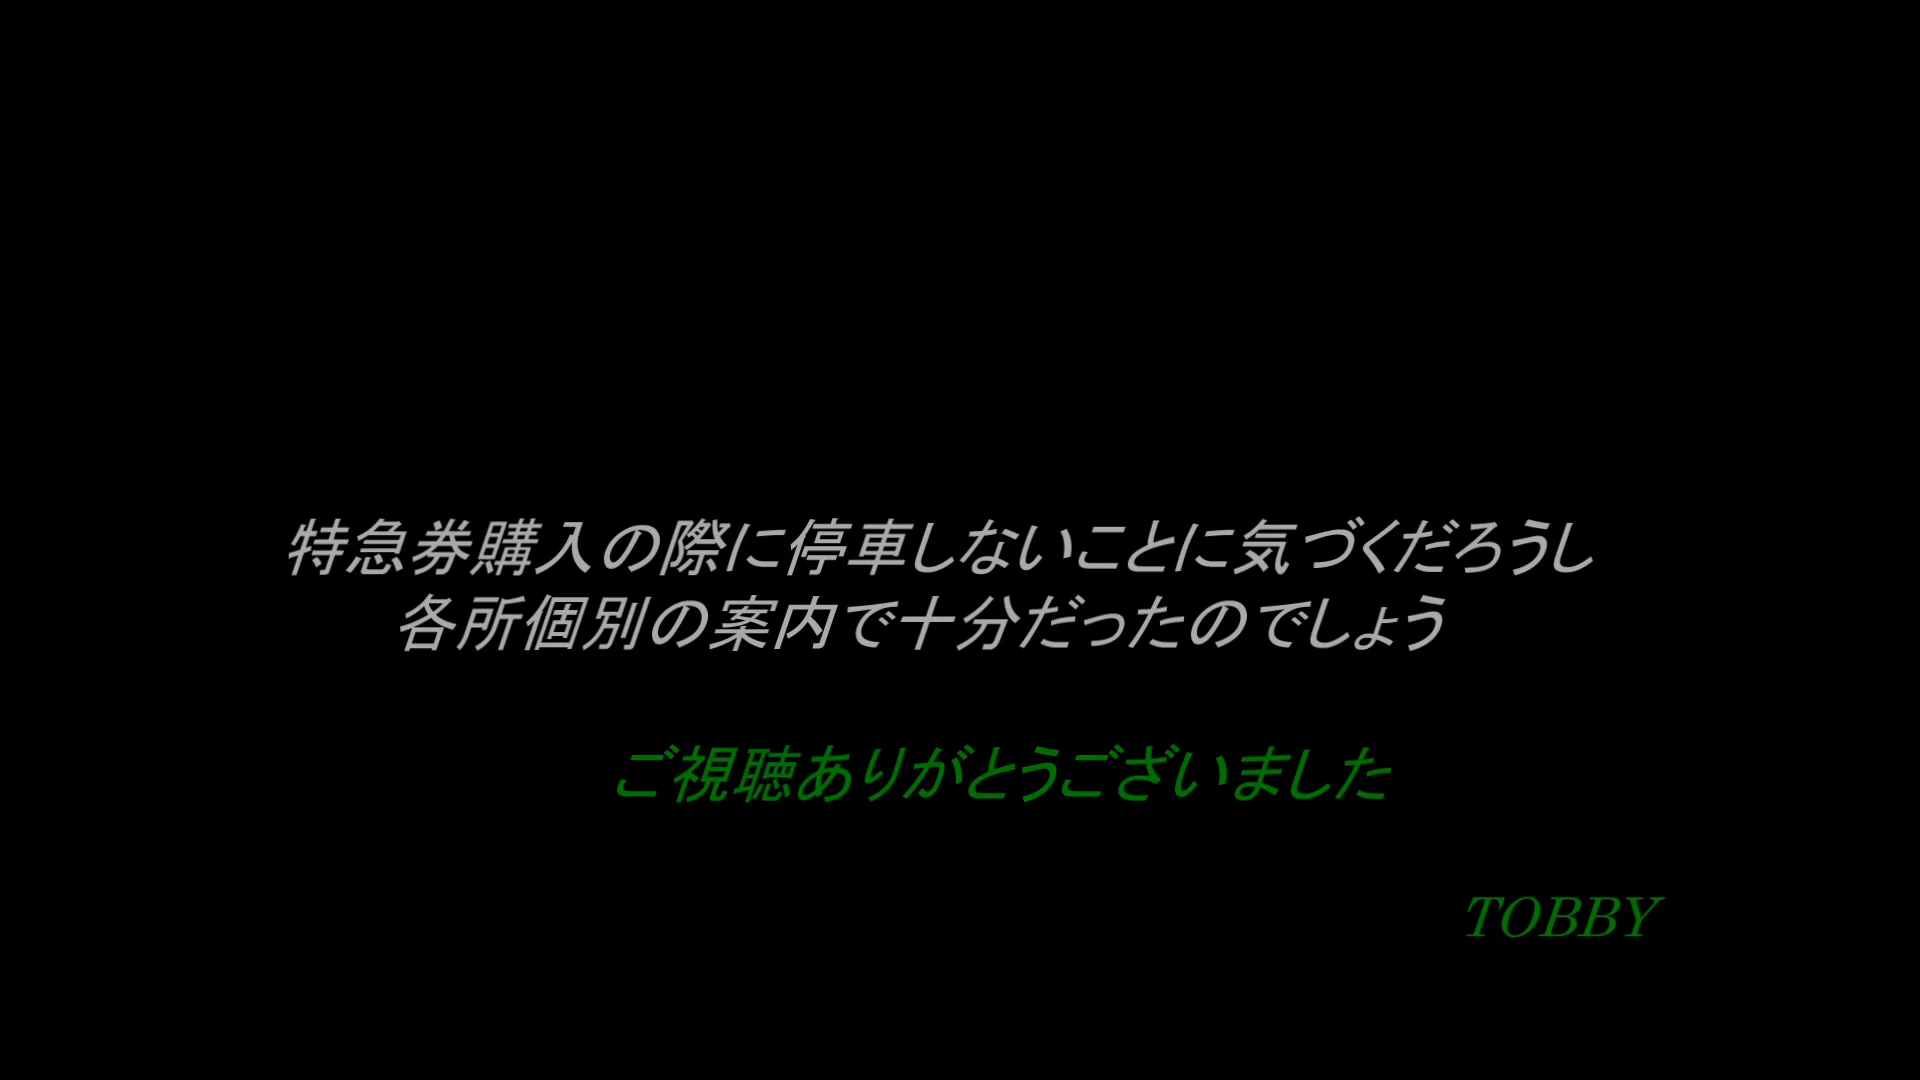 特急券購入の際に停車しないことに気づくだろうし
各所個別の案内で十分だったのでしょう
ご視聴ありがとうございました
TOBBY